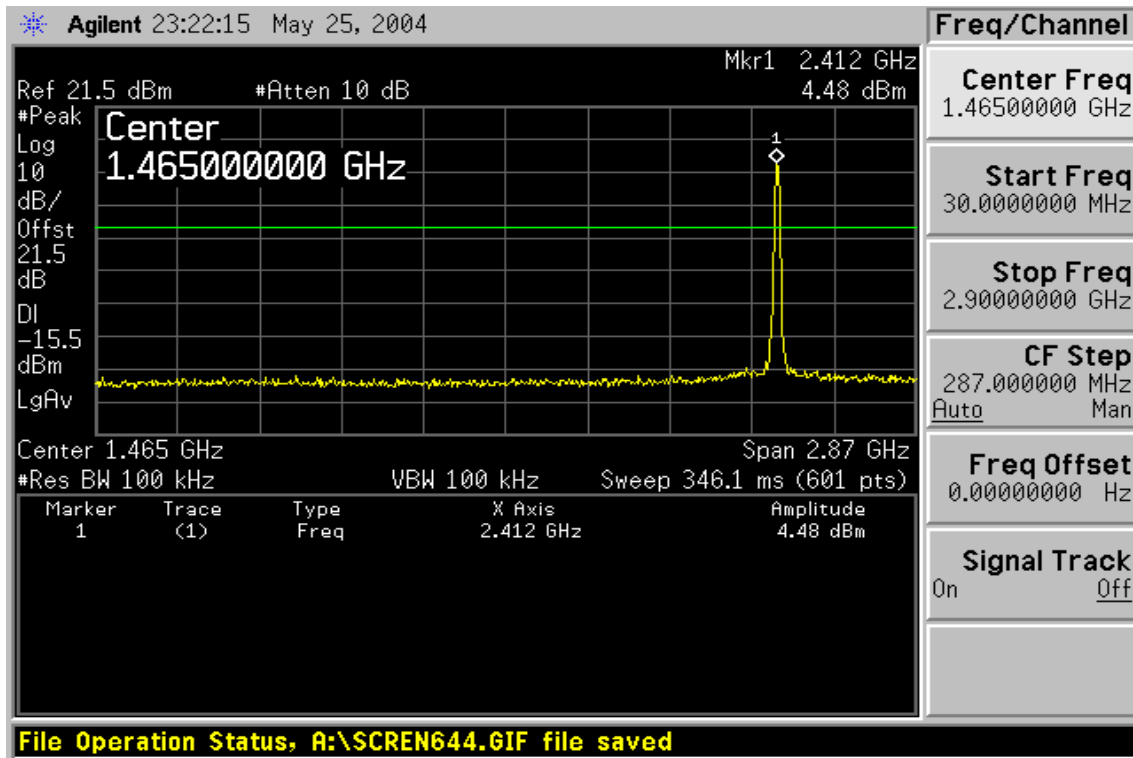 Agilent 23:22:15 May 25, 2004
Freq/Channel
Mkr1 2.412 GHz
Ref 21.5 dBm #Atten 10 dB 4.48 dBm
#Peak
Log
10
dB/
Offst
21.5
dB
DI
-15.5
dBm
LgAv
Center
1.465000000 GHz
1
Center 1.465 GHz Span 2.87 GHz
#Res BW 100 kHz VBW 100 kHz Sweep 346.1 ms (601 pts)
Marker Trace Type X Axis Amplitude
1 (1) Freq 2.412 GHz 4.48 dBm
Center Freq
1.46500000 GHz
Start Freq
30.0000000 MHz
Stop Freq
2.90000000 GHz
CF Step
287.000000 MHz
Auto Man
Freq Offset
0.00000000 Hz
Signal Track
On Off
File Operation Status, A:\SCREN644.GIF file saved